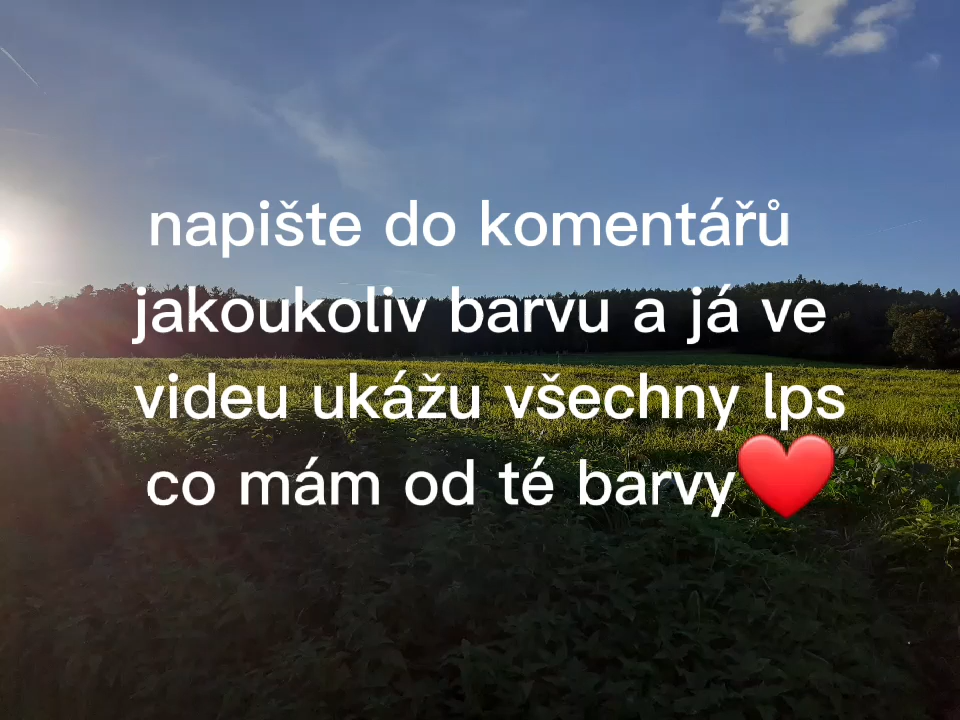 napište do komentářů
jakoukoliv barvu a já ve
videu ukážu všechny lps
co mám od té barvy❤️